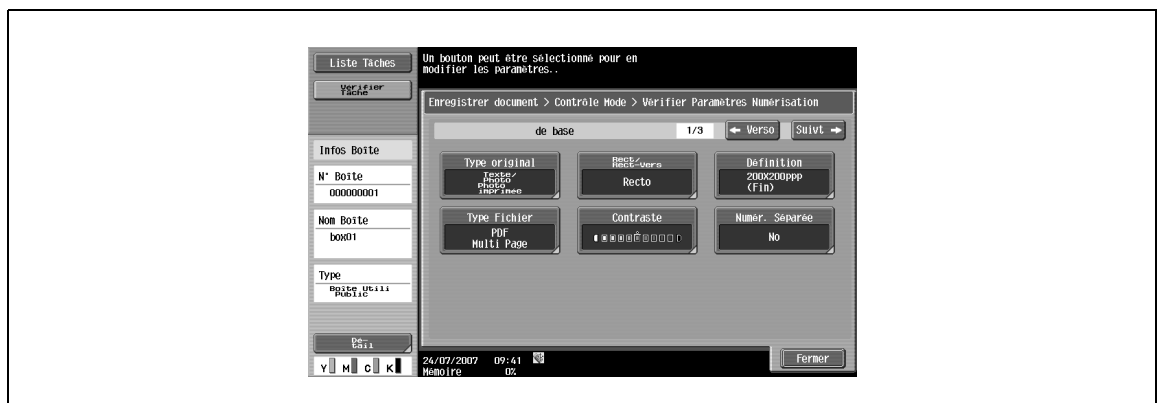 Liste Tâches
Vérifier
Tâche
Un bouton peut être sélectionné pour en
modifier les paramètres..
Enregistrer document > Contrôle Mode > Vérifier Paramètres Numérisation
de base 1/3 ← Verso Suivt →
Infos Boîte
N° Boîte
000000001
Nom Boîte
box01
Type
Boîte Utili
Public
Type original
Texte/
Photo
Photo
imprimée
Rect/
Rect-Vers
Recto
Définition
200X200ppp
(Fin)
Type Fichier
PDF
Multi Page
Contraste
Numér. Séparée
No
Dé-
tail
Y M C K
24/07/2007 09:41
Mémoire 0%
Fermer